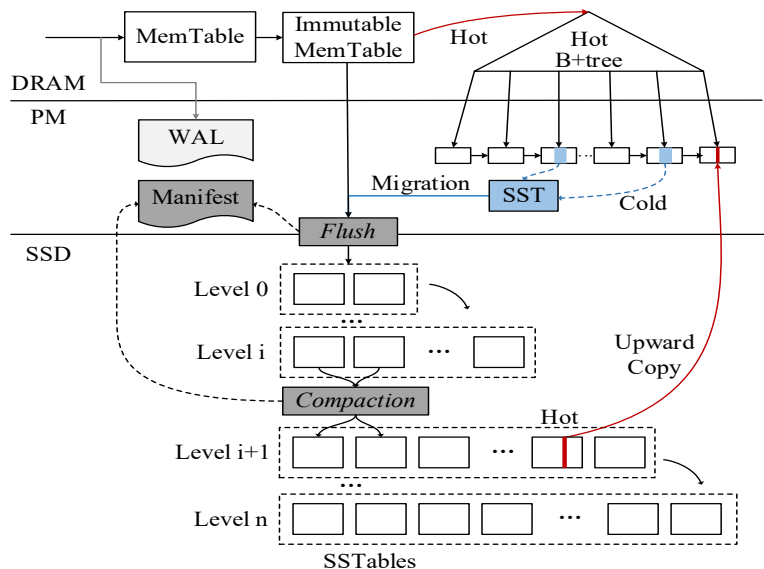 MemTable
Immutable
MemTable
Hot
Hot
B+tree
DRAM
PM
WAL
Manifest
Migration
SST
Cold
Flush
SSD
Level 0
...
Level i
...
Upward
Copy
Compaction
Hot
Level i+1
...
...
Level n
...
SSTables